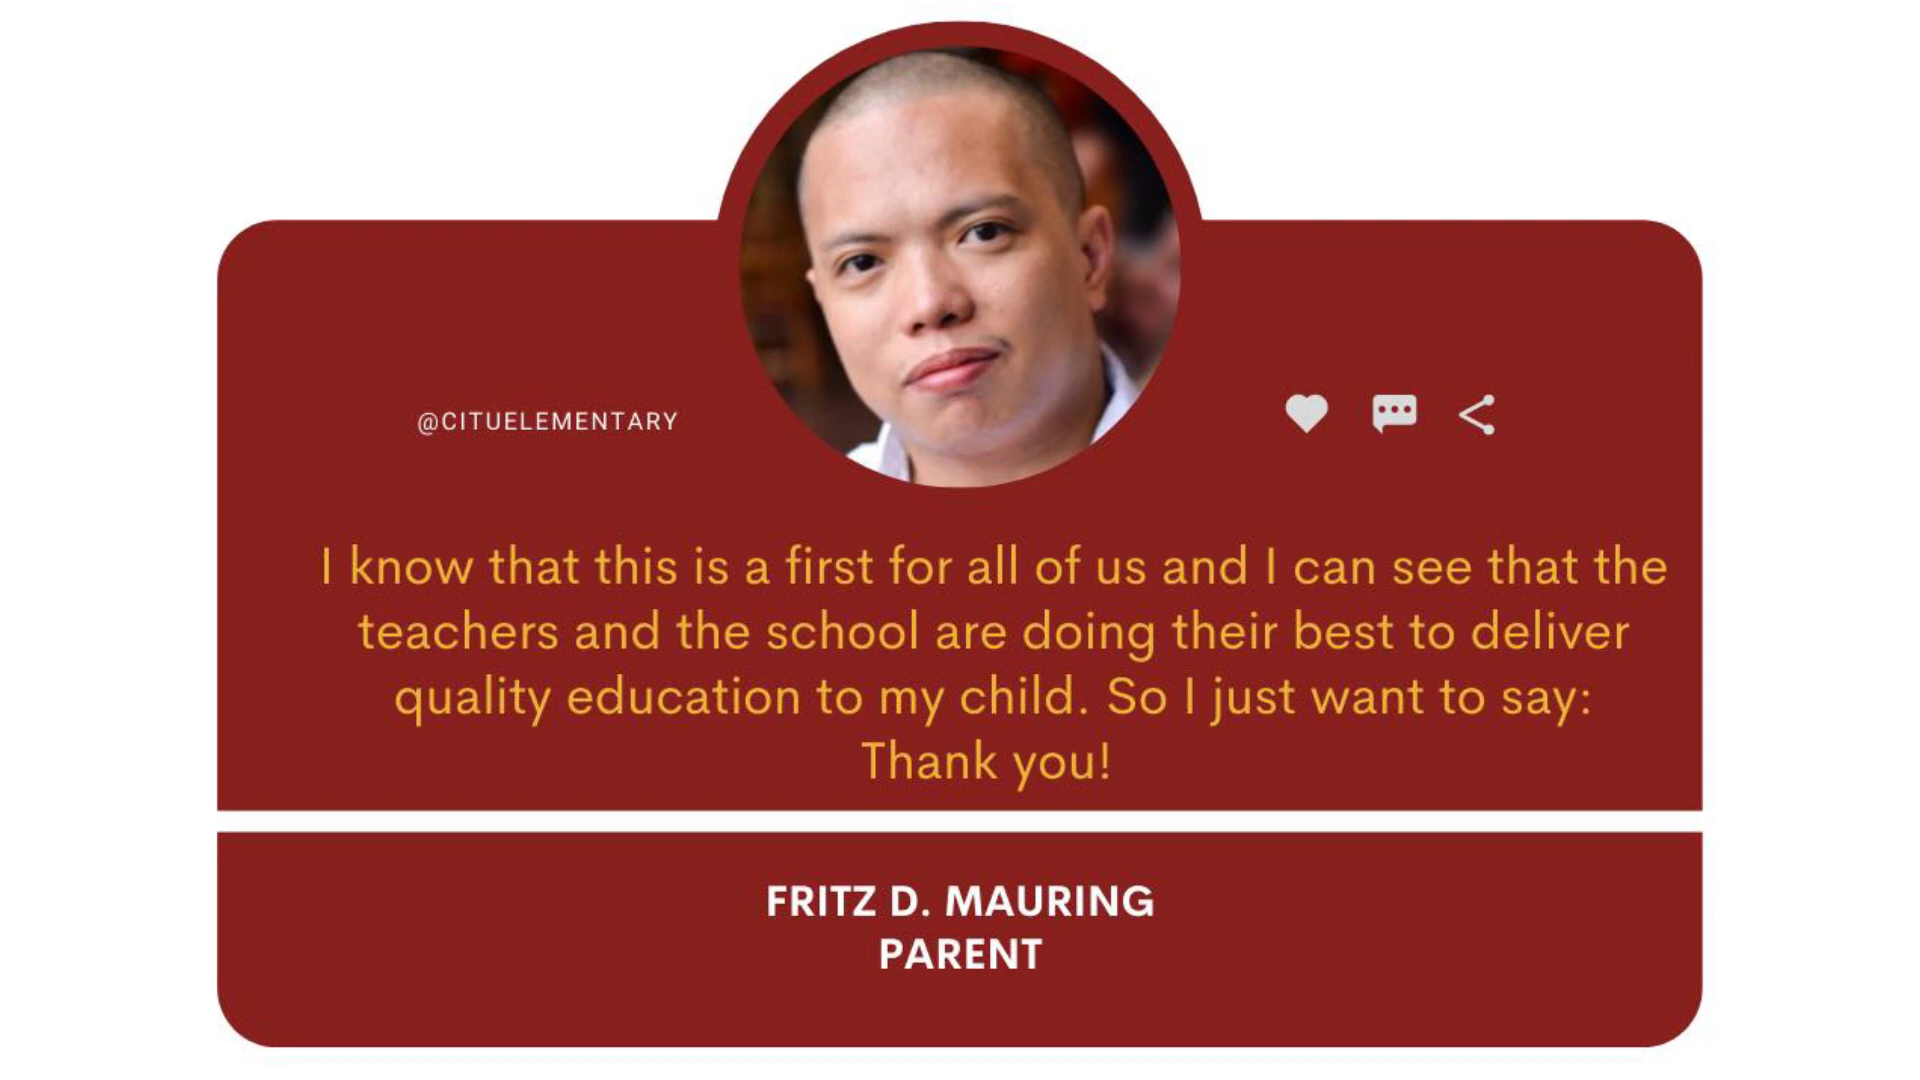 @CITUELEMENTARY
I know that this is a first for all of us and I can see that the
teachers and the school are doing their best to deliver
quality education to my child. So I just want to say:
Thank you!
FRITZ D. MAURING
PARENT